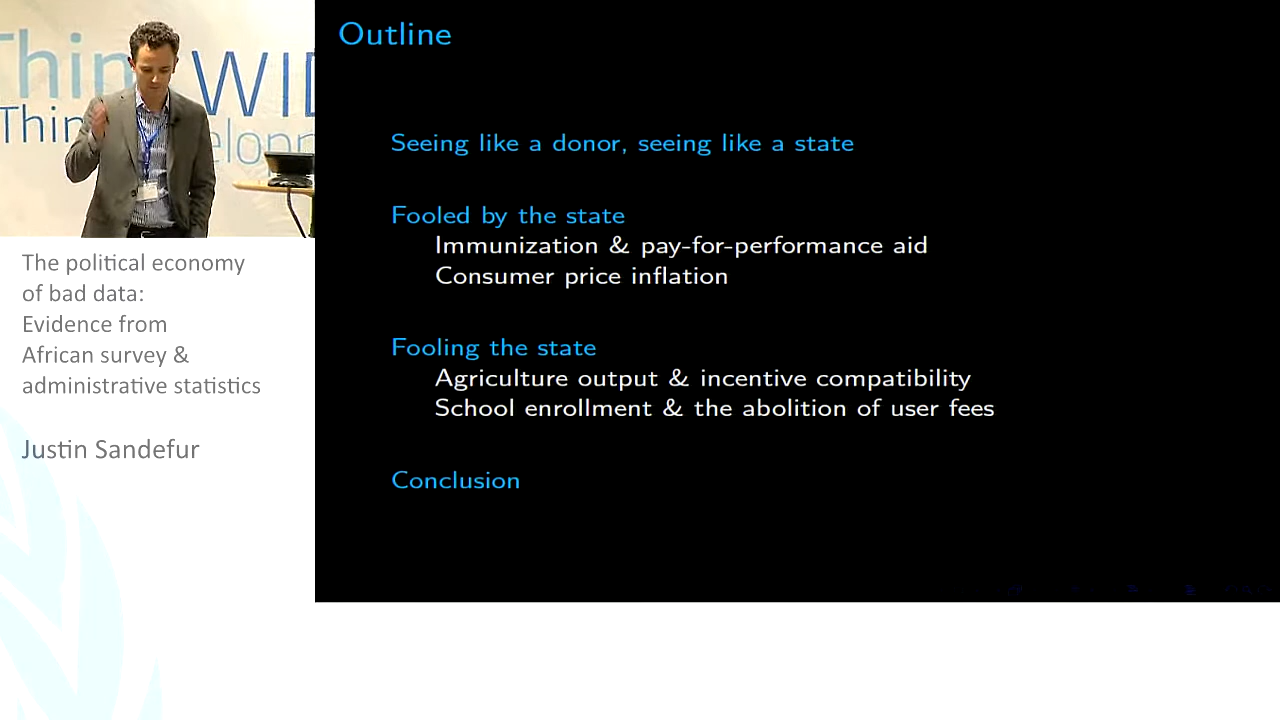 Thin
WID
Thin
elopm
The political economy
of bad data:
Evidence from
African survey &
administrative statistics
Justin Sandefur
Outline
Seeing like a donor, seeing like a state
Fooled by the state
Immunization & pay-for-performance aid
Consumer price inflation
Fooling the state
Agriculture output & incentive compatibility
School enrollment & the abolition of user fees
Conclusion